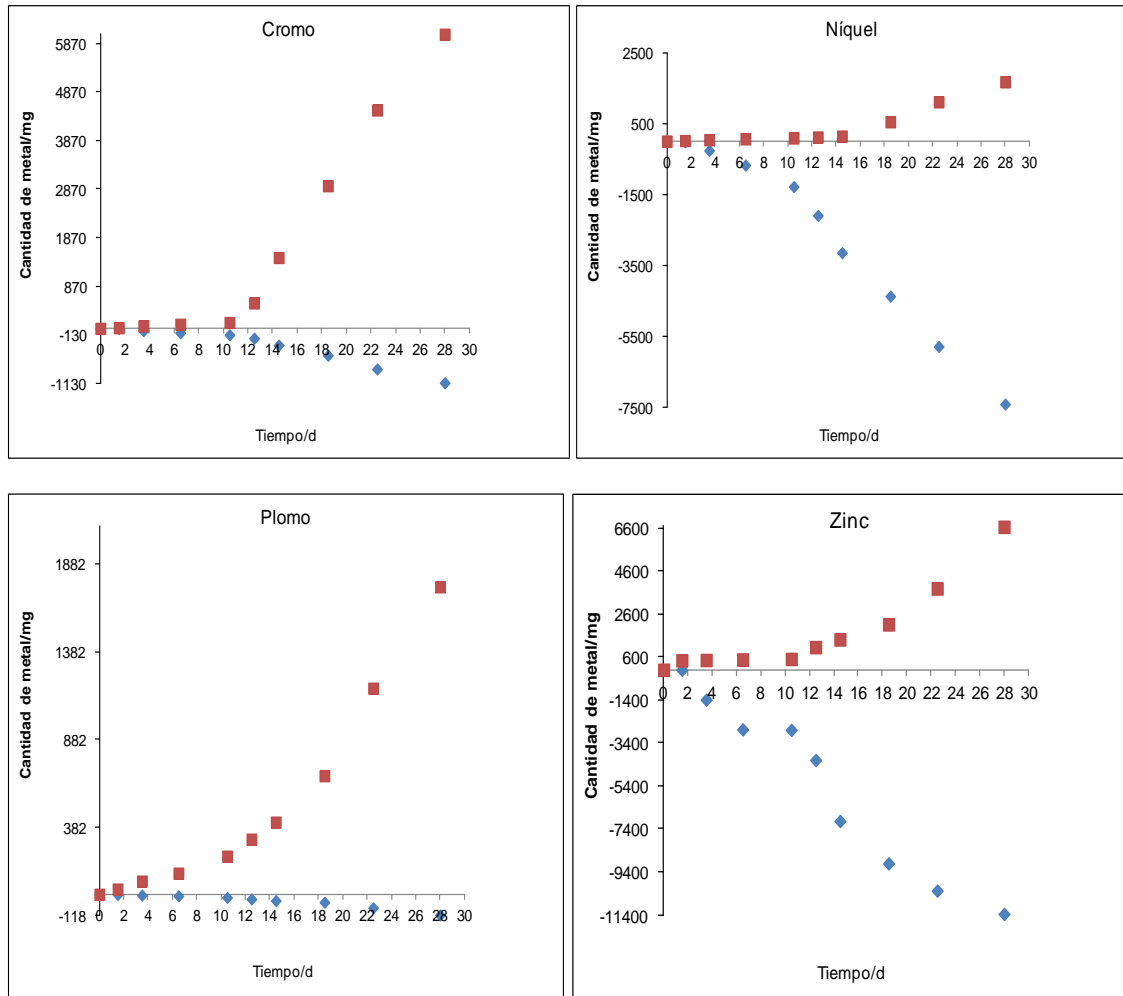 Cromo
Cantidad de metal/mg
5870
4870
3870
2870
1870
870
-130
-1130
0 2 4 6 8 10 12 14 16 18 20 22 24 26 28 30
Tiempo/d
Níquel
Cantidad de metal/mg
2500
500
-1500
-3500
-5500
-7500
0 2 4 6 8 10 12 14 16 18 20 22 24 26 28 30
Tiempo/d
Plomo
Cantidad de metal/mg
1882
1382
882
382
-118
0 2 4 6 8 10 12 14 16 18 20 22 24 26 28 30
Tiempo/d
Zinc
Cantidad de metal/mg
6600
4600
2600
600
-1400
-3400
-5400
-7400
-9400
-11400
0 2 4 6 8 10 12 14 16 18 20 22 24 26 28 30
Tiempo/d